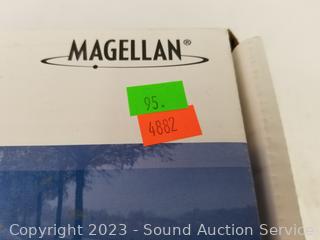 MAGELLAN®
95.
4882
Copyright 2023 - Sound Auction Service